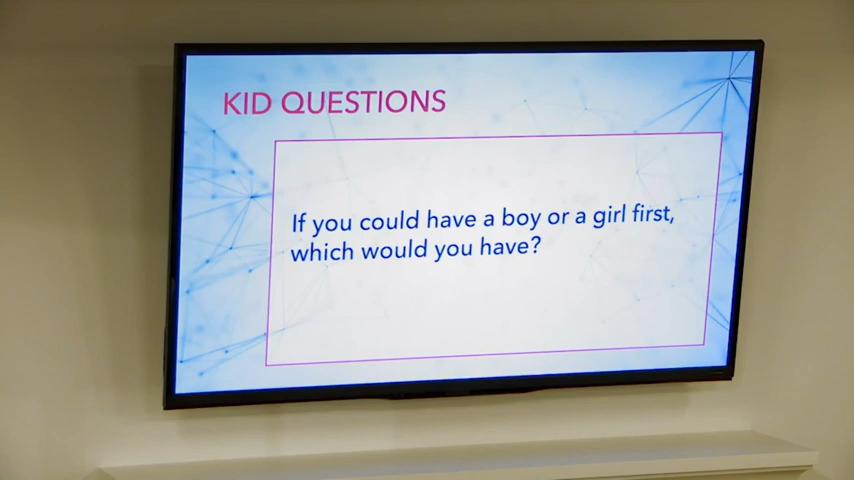 KID QUESTIONS
If you could have a boy or a girl first,
which would you have?